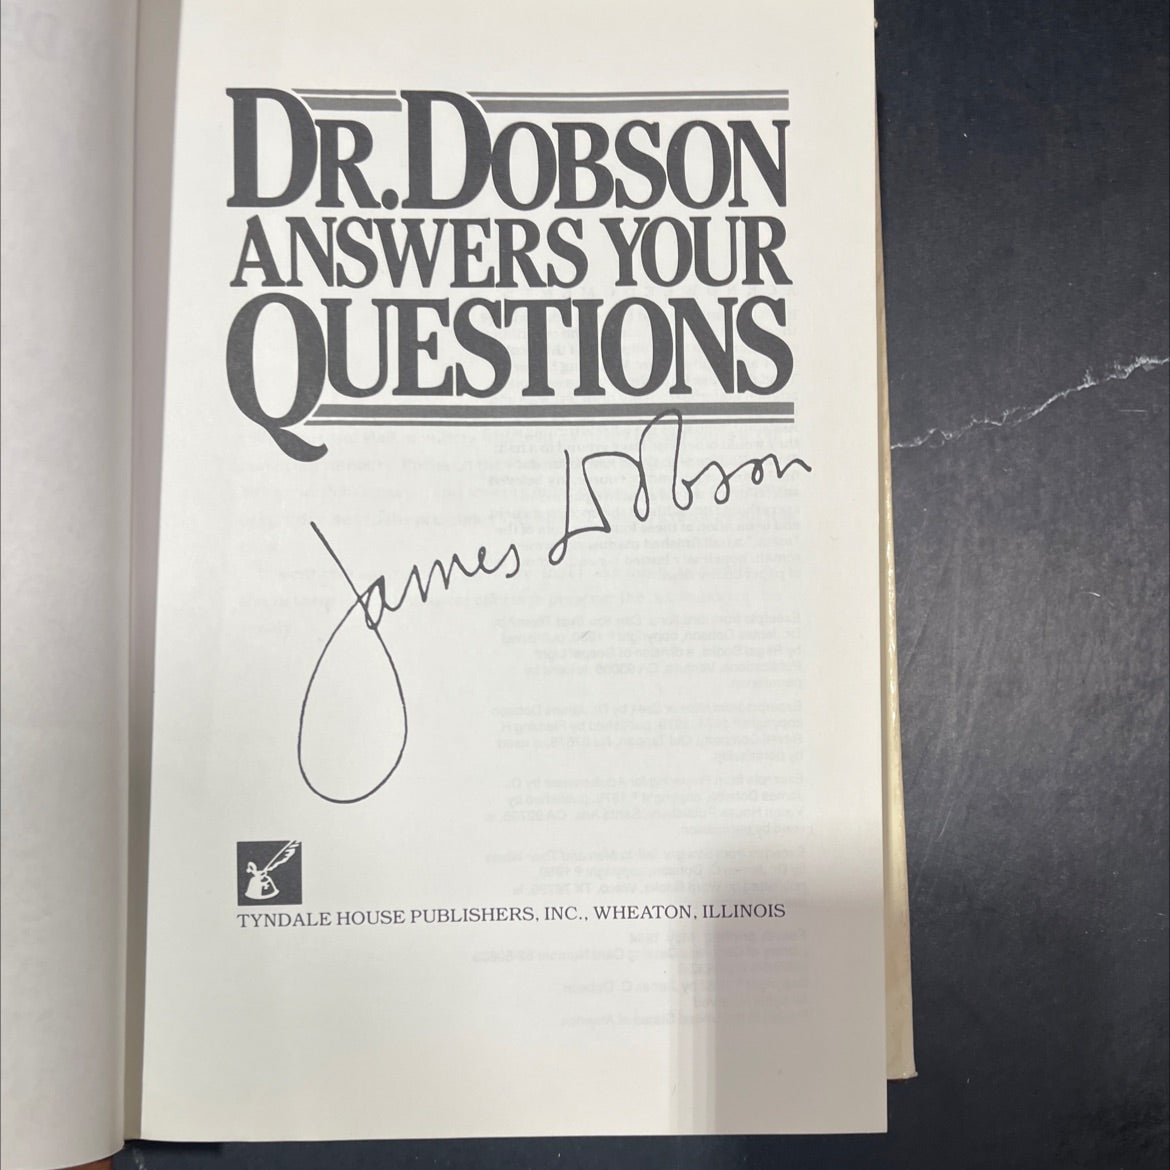 DR. DOBSON
ANSWERS YOUR
QUESTIONS
James Dobson
TYNDALE HOUSE PUBLISHERS, INC., WHEATON, ILLINOIS